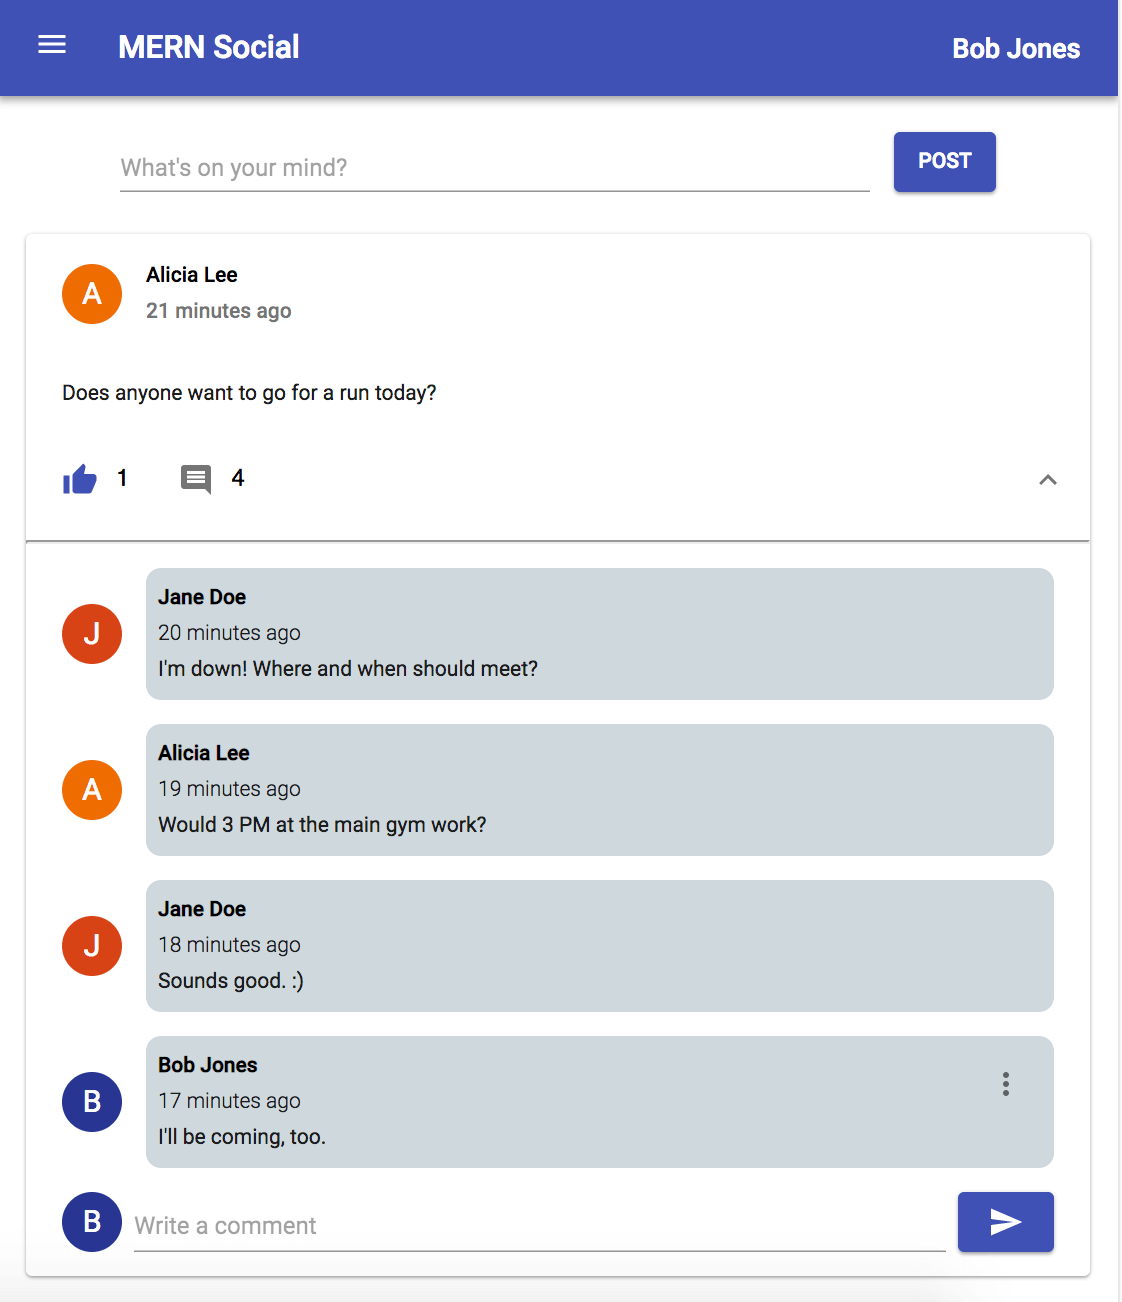 MERN Social
Bob Jones
What's on your mind?
POST
A
Alicia Lee
21 minutes ago
Does anyone want to go for a run today?
1
4
J
Jane Doe
20 minutes ago
I'm down! Where and when should meet?
A
Alicia Lee
19 minutes ago
Would 3 PM at the main gym work?
J
Jane Doe
18 minutes ago
Sounds good. :)
B
Bob Jones
17 minutes ago
I'll be coming, too.
B
Write a comment